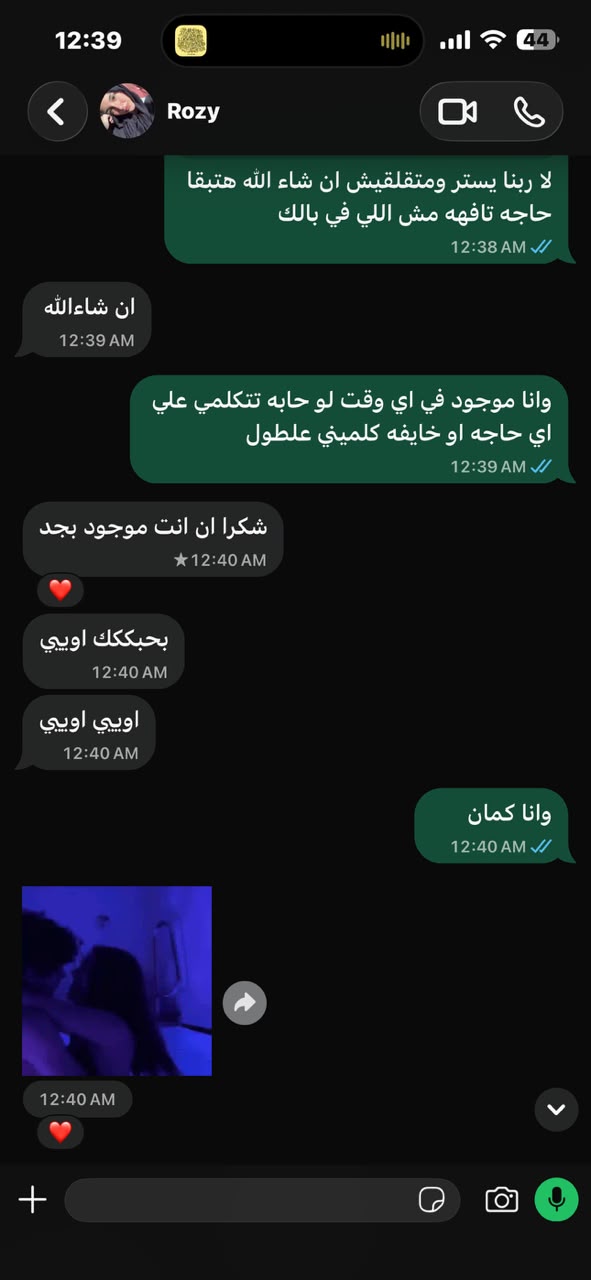 12:39
44
Rozy
لا ربنا يستر ومتقلقيش ان شاء الله هتبقا
حاجه تافهه مش اللي في بالك
12:38 AM
ان شاءالله
12:39 AM
وانا موجود في اي وقت لو حابه تتكلمي علي
اي حاجه او خايفه كلميني علطول
12:39 AM
شكرا ان انت موجود بجد
★12:40 AM
❤️
بحبككك اوييي
12:40 AM
اوييي اوييي
12:40 AM
وانا كمان
12:40 AM
12:40 AM
❤️